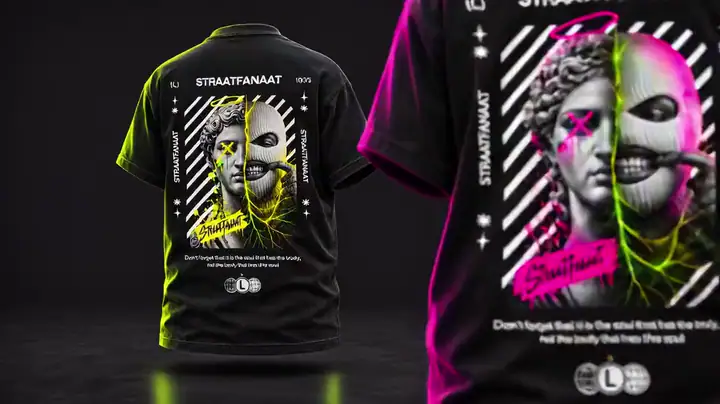 STRAATFANAAT
STRAATFANAAT
STRAATFANAAT
Straatfanaat
Don't forget that it is the soul that has the body,
not the body that has the soul
L
STRAATFANAAT
STRAATFANAAT
Straatfanaat
Don't forget that it is the soul that has the body,
not the body that has the soul
L